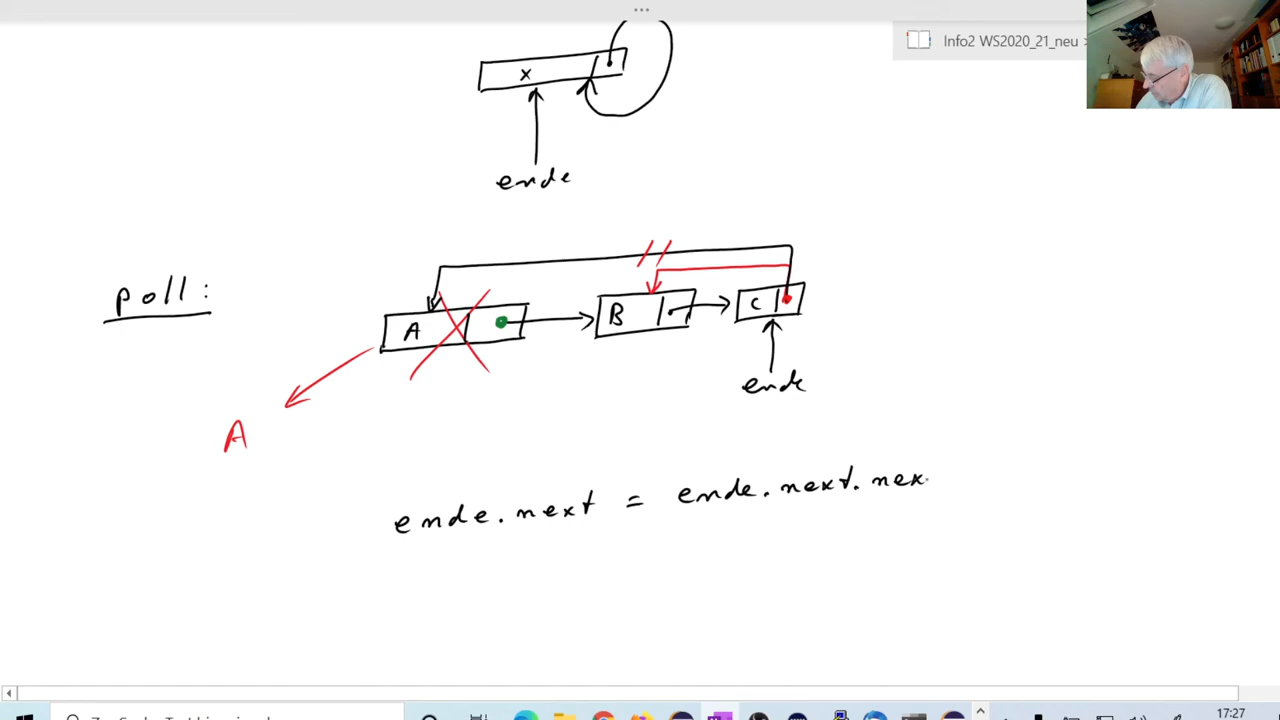 Info2 WS2020_21_neu >
x
ende
poll :
A
B
C
ende
A
ende.next = ende.next.nex
17:27